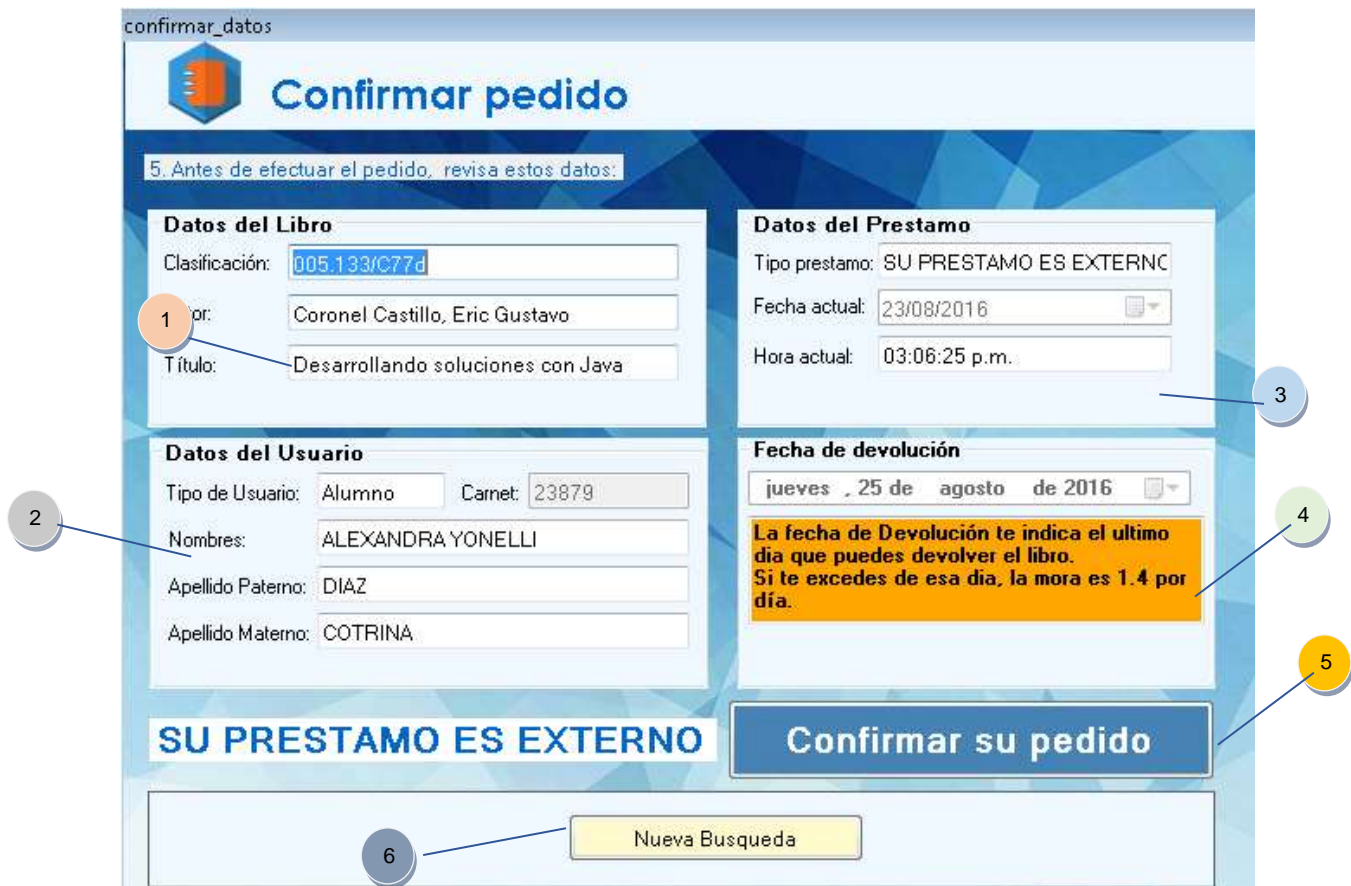 confirmar_datos
Confirmar pedido
5. Antes de efectuar el pedido, revisa estos datos:
Datos del Libro
Clasificación: 005.133/C77d
or: Coronel Castillo, Eric Gustavo
1
Título: Desarrollando soluciones con Java
Datos del Prestamo
Tipo prestamo: SU PRESTAMO ES EXTERNO
Fecha actual: 23/08/2016
Hora actual: 03:06:25 p.m.
3
Datos del Usuario
Tipo de Usuario: Alumno Carnet: 23879
2
Nombres: ALEXANDRA YONELLI
Apellido Paterno: DIAZ
Apellido Materno: COTRINA
Fecha de devolución
jueves , 25 de agosto de 2016
La fecha de Devolución te indica el ultimo
dia que puedes devolver el libro.
Si te excedes de esa dia, la mora es 1.4 por
día.
4
5
SU PRESTAMO ES EXTERNO
Confirmar su pedido
Nueva Busqueda
6